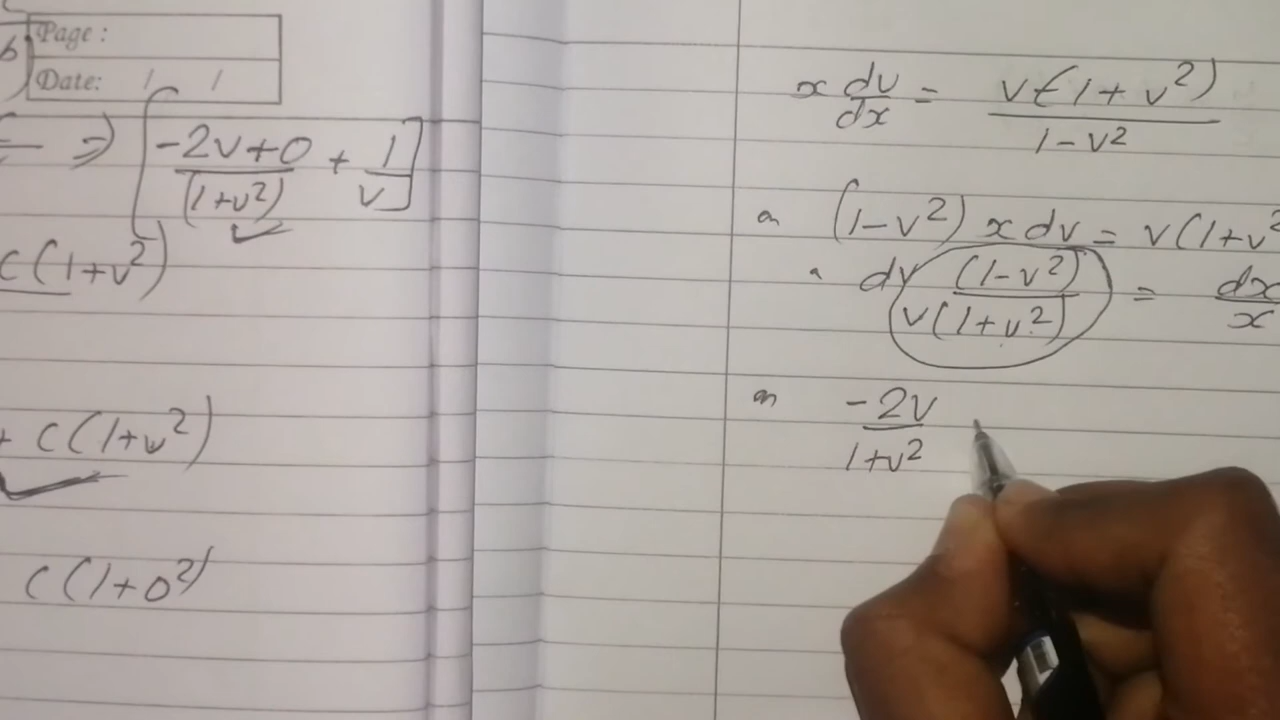 Page :
Date: / /
=> [ (-2v+0)/(1+v²) + 1/v ]
c(1+v²)
+ c(1+v²)
c(1+0²)
x dv/dx = v(1+v²)/1-v²
(1-v²) x dv = v(1+v²
dv (1-v²)/v(1+v²) = dx/x
-2v/1+v²